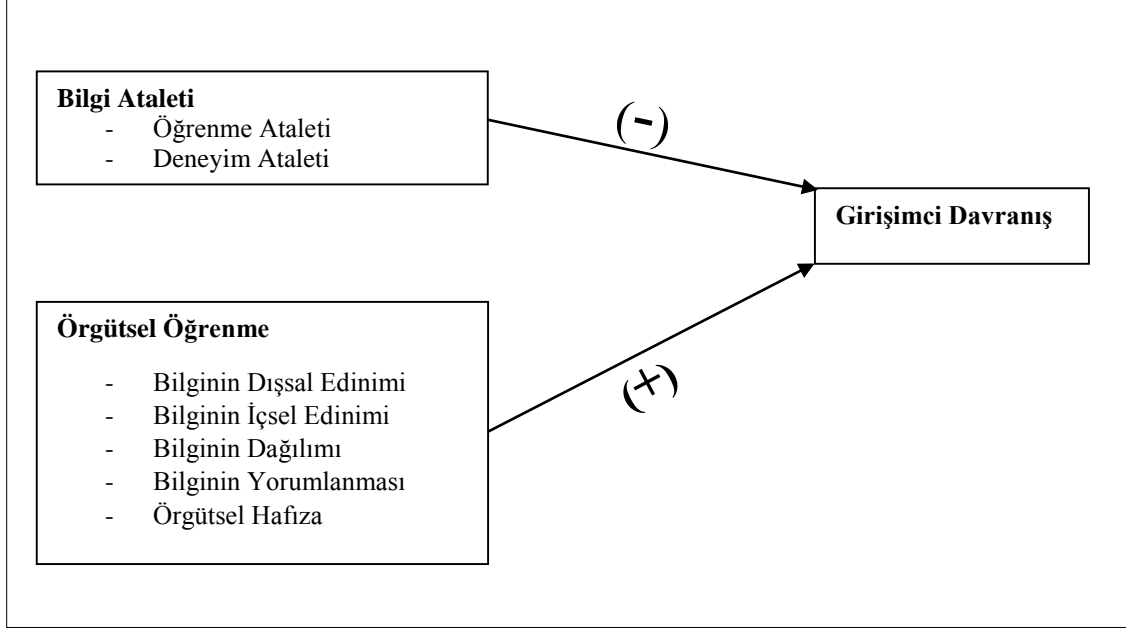 Bilgi Ataleti
- Öğrenme Ataleti
- Deneyim Ataleti
(-)
Girişimci Davranış
Örgütsel Öğrenme
- Bilginin Dışsal Edinimi
- Bilginin İçsel Edinimi
- Bilginin Dağılımı
- Bilginin Yorumlanması
- Örgütsel Hafıza
(+)